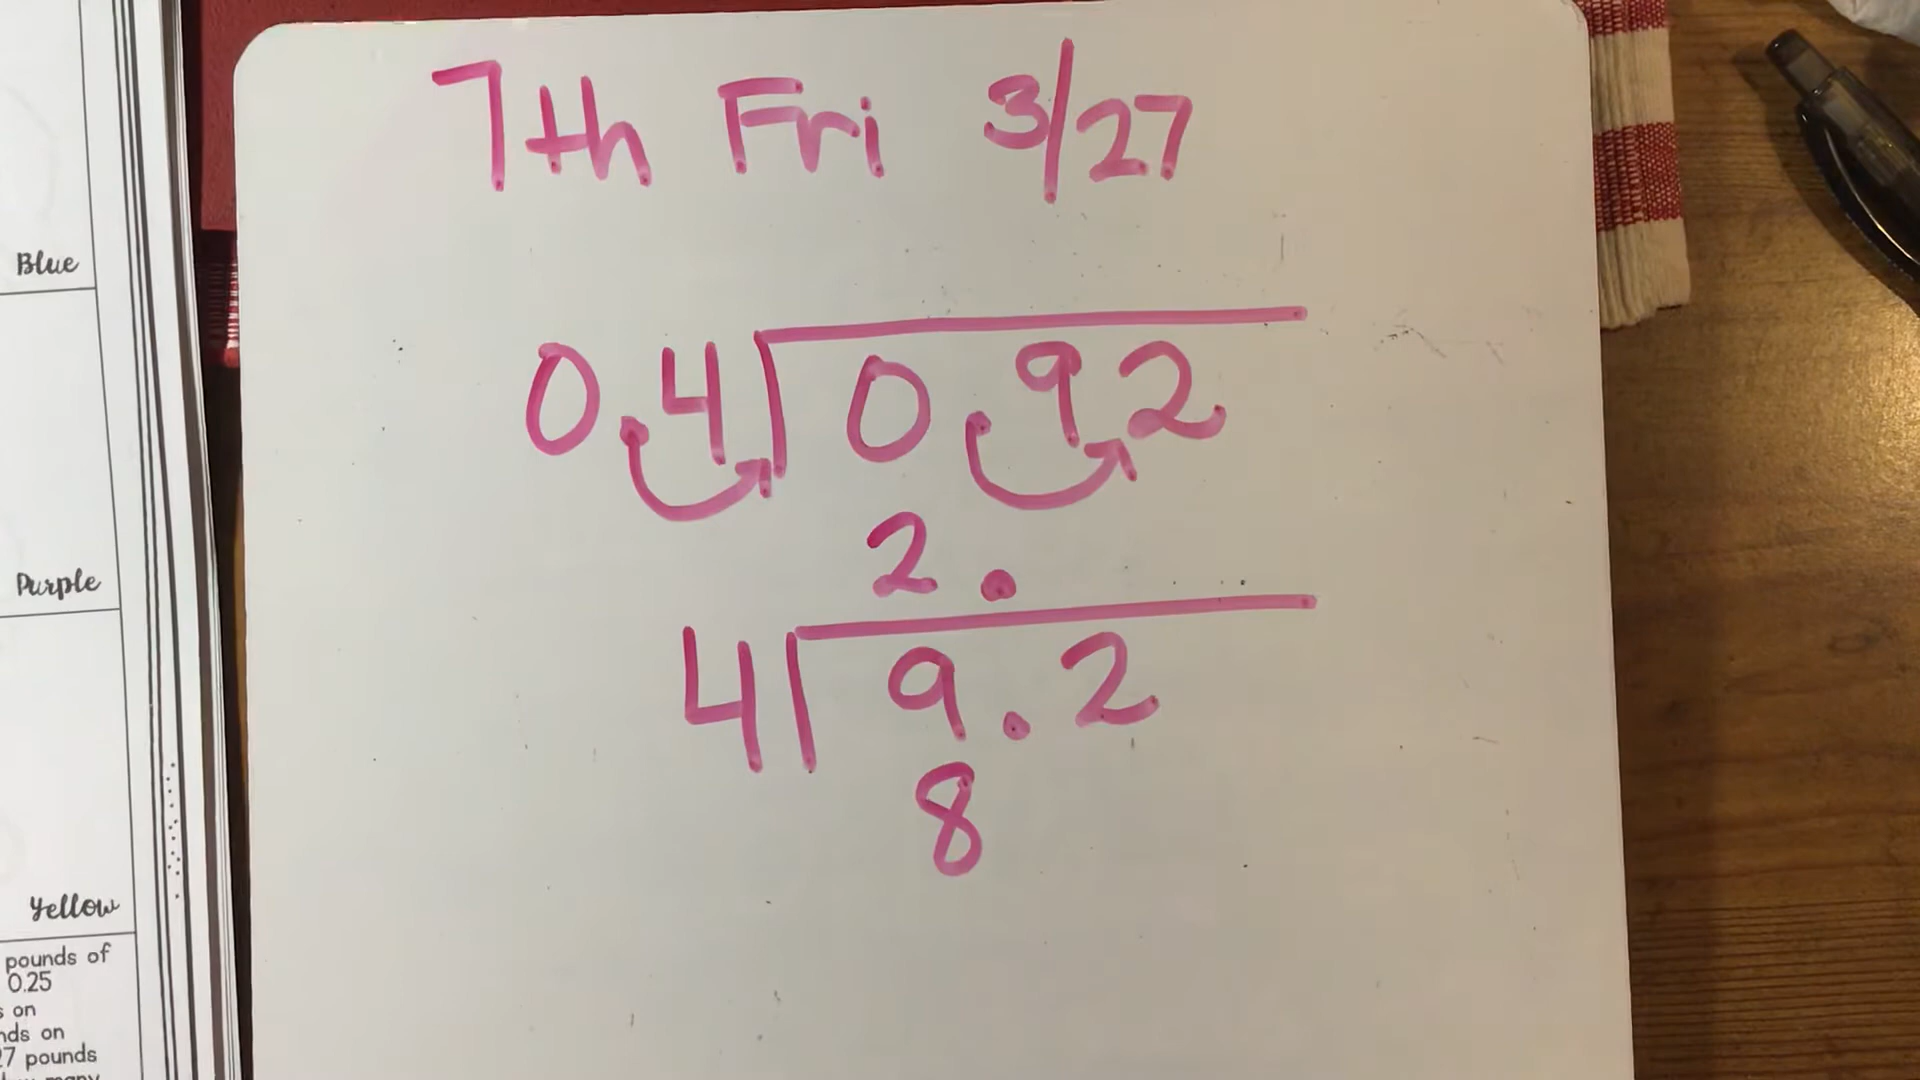 7th Fri 3/27
0.4)0.92
2.
4)9.2
8
Blue
Purple
Yellow
pounds of
0.25
on
on
27 pounds